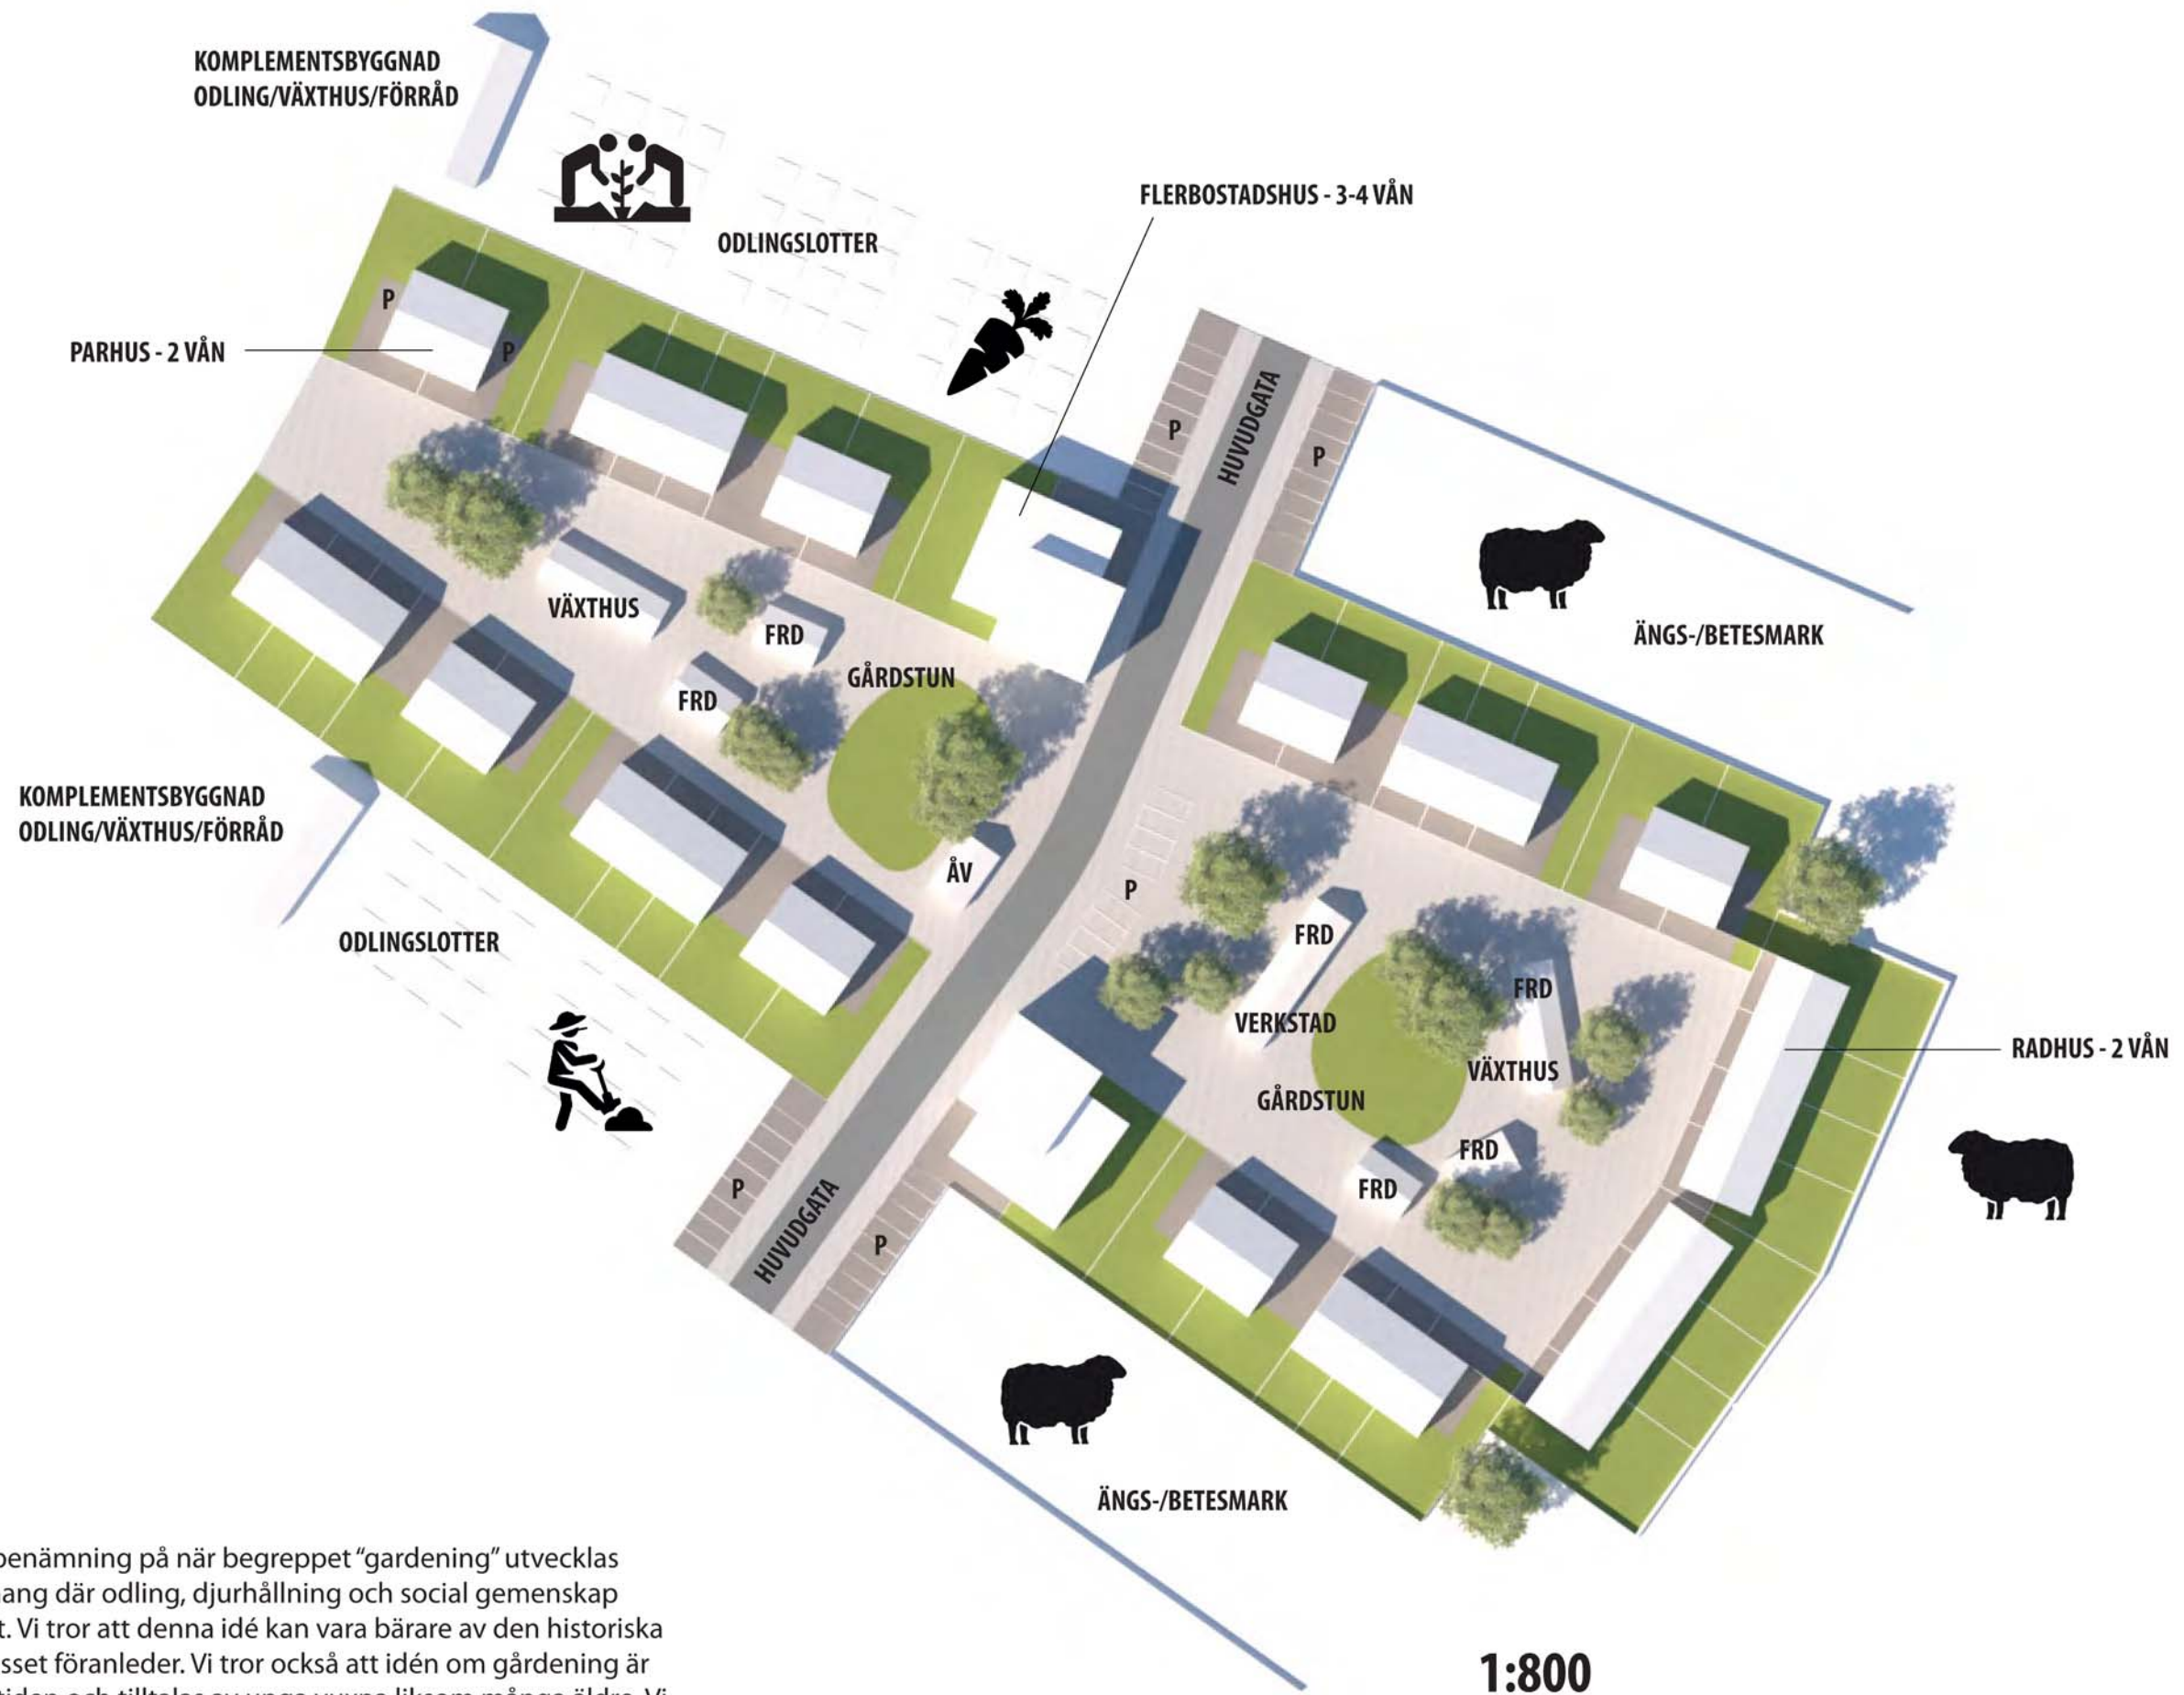 KOMPLEMENTSBYGGNAD
ODLING/VÄXTHUS/FÖRRÅD
FLERBOSTADSHUS - 3-4 VÅN
ODLINGSLOTTER
P
PARHUS - 2 VÅN
P
HUVUDGATA
P
P
VÄXTHUS
FRD
ÄNGS-/BETESMARK
GÅRDSTUN
FRD
KOMPLEMENTSBYGGNAD
ODLING/VÄXTHUS/FÖRRÅD
ÅV
P
FRD
ODLINGSLOTTER
FRD
VERKSTAD
RADHUS - 2 VÅN
VÄXTHUS
GÅRDSTUN
FRD
FRD
P
HUVUDGATA
P
ÄNGS-/BETESMARK
benämning på när begreppet “gardening” utvecklas
ang där odling, djurhållning och social gemenskap
t. Vi tror att denna idé kan vara bärare av den historiska
sset föranleder. Vi tror också att idén om gårdening är
1:800